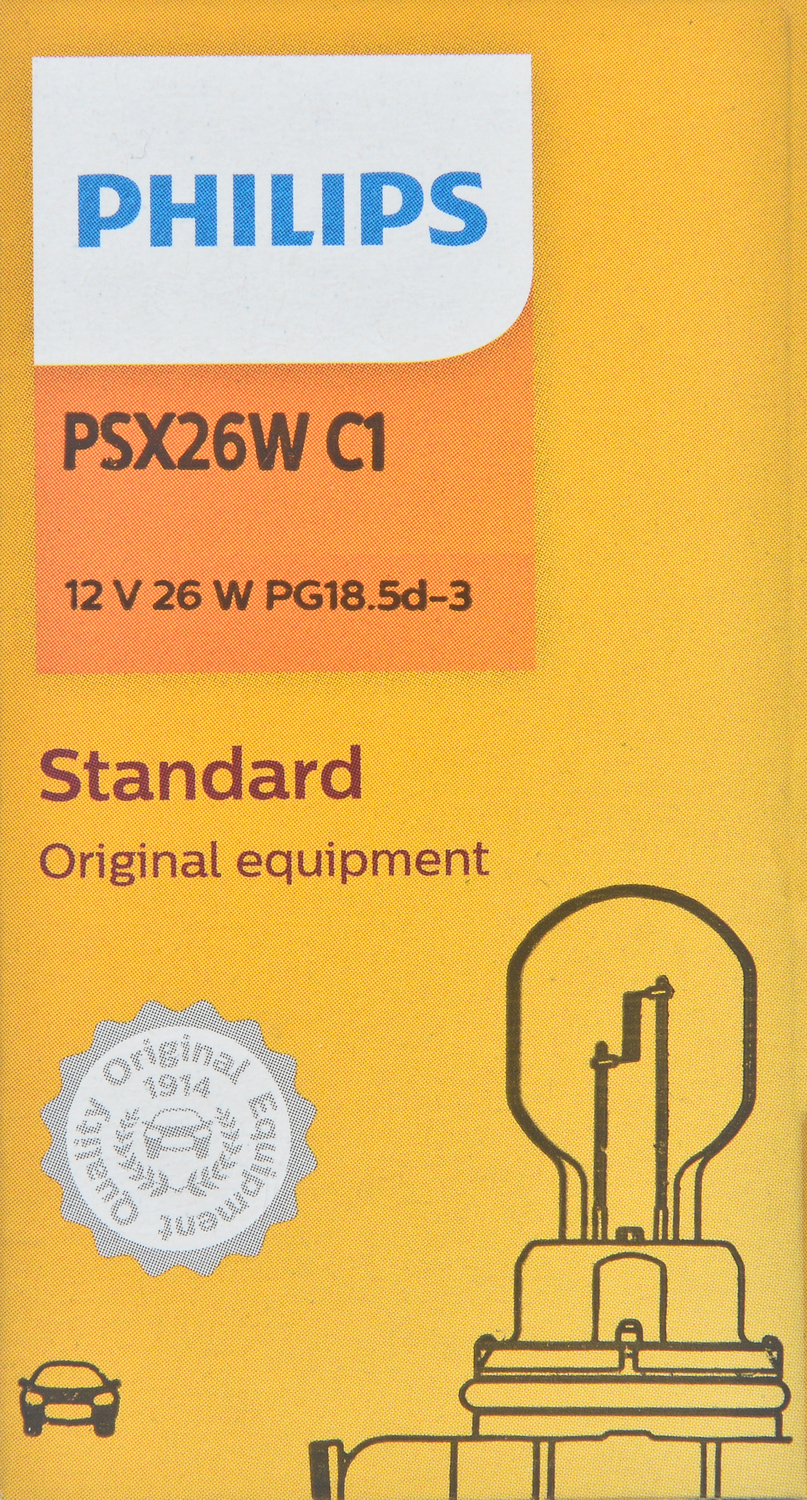 PHILIPS
PSX26W C1
12 V 26 W PG18.5d-3
Standard
Original equipment
Quality Original Equipment
1914